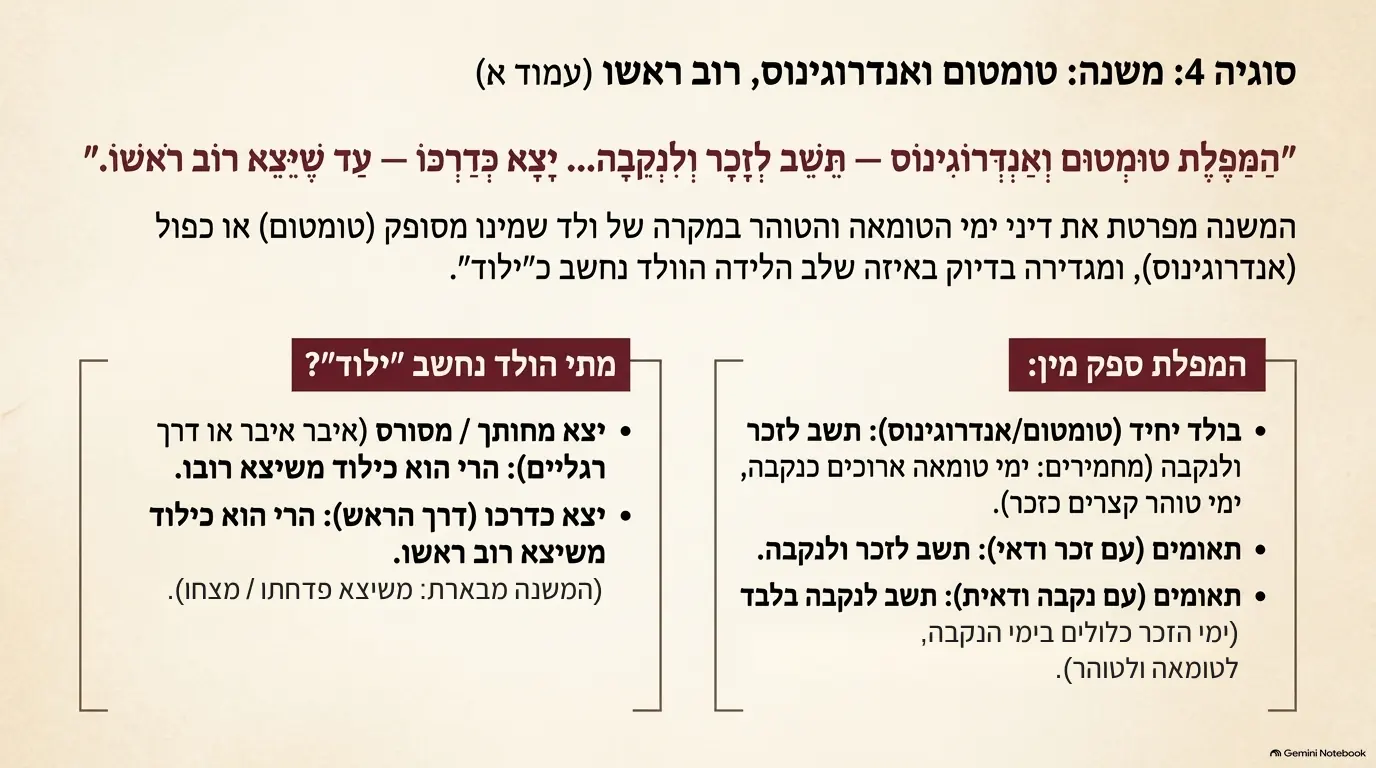 סוגיה 4: משנה: טומטום ואנדרוגינוס, רוב ראשו (עמוד א)
"הַמַּפֶּלֶת טוּמְטוּם וְאַנְדְּרוֹגִינוֹס – תֵּשֵׁב לְזָכָר וְלִנְקֵבָה... יָצָא כְּדַרְכּוֹ – עַד שֶׁיֵּצֵא רוֹב רֹאשׁוֹ."
המשנה מפרטת את דיני ימי הטומאה והטוהר במקרה של ולד שמינו מסופק (טומטום) או כפול
(אנדרוגינוס), ומגדירה בדיוק באיזה שלב הלידה הוולד נחשב כ"ילוד".
המפלת ספק מין:
• בולד יחיד (טומטום/אנדרוגינוס): תשב לזכר
ולנקבה (מחמירים: ימי טומאה ארוכים כנקבה,
ימי טוהר קצרים כזכר).
• תאומים (עם זכר ודאי): תשב לזכר ולנקבה.
• תאומים (עם נקבה ודאית): תשב לנקבה בלבד
(ימי הזכר כלולים בימי הנקבה,
לטומאה ולטוהר).
מתי הולד נחשב "ילוד"?
• יצא מחותך / מסורס (איבר איבר או דרך
רגליים): הרי הוא כילוד משיצא רובו.
• יצא כדרכו (דרך הראש): הרי הוא כילוד
משיצא רוב ראשו.
(המשנה מבארת: משיצא פדחתו / מצחו).
Gemini Notebook